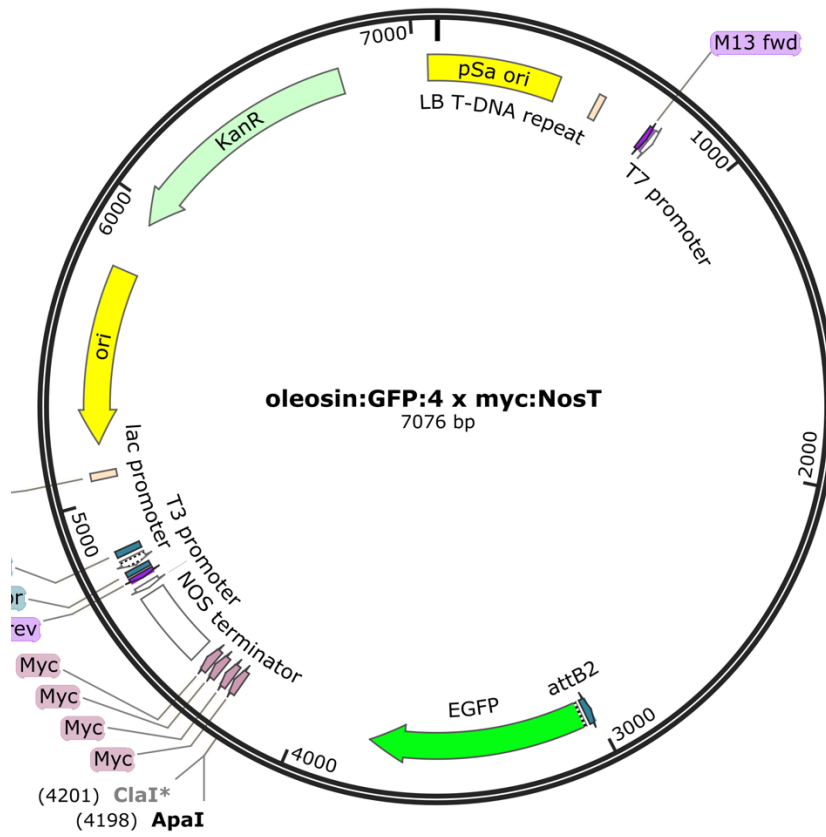 7000
M13 fwd
pSa ori
LB T-DNA repeat
KanR
1000
T7 promoter
6000
ori
oleosin:GFP:4 x myc:NosT
7076 bp
lac promoter
2000
T3 promoter
5000
NOS terminator
or
rev
Myc
Myc
Myc
Myc
attB2
EGFP
3000
4000
(4201) ClaI*
(4198) ApaI